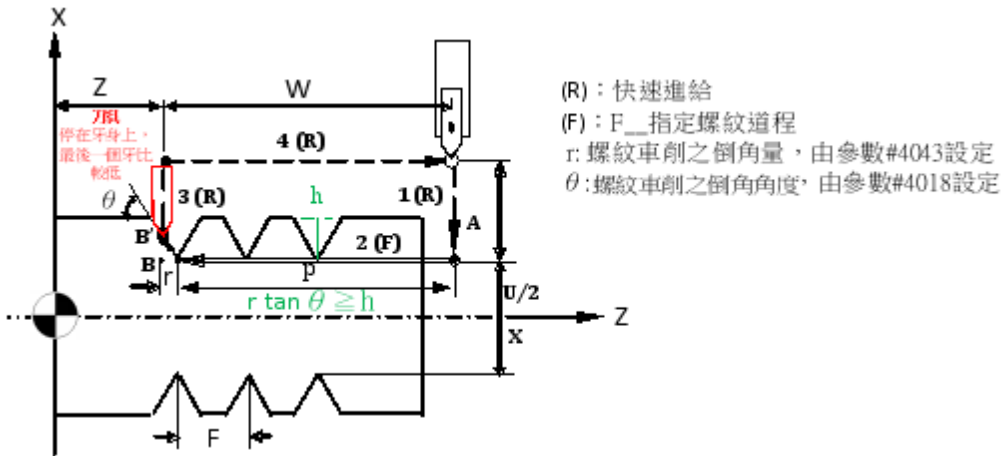 X
Z
W
刀尖
停在牙身上,
最後一個牙比
較低
4 (R)
θ
3 (R)
h
1 (R)
A
B'
2 (F)
B
r
p
r tan θ ≧h
U/2
X
Z
F
(R)：快速進給
(F)：F__指定螺紋導程
r: 螺紋車削之倒角量，由參數#4043設定
θ:螺紋車削之倒角角度, 由參數#4018設定